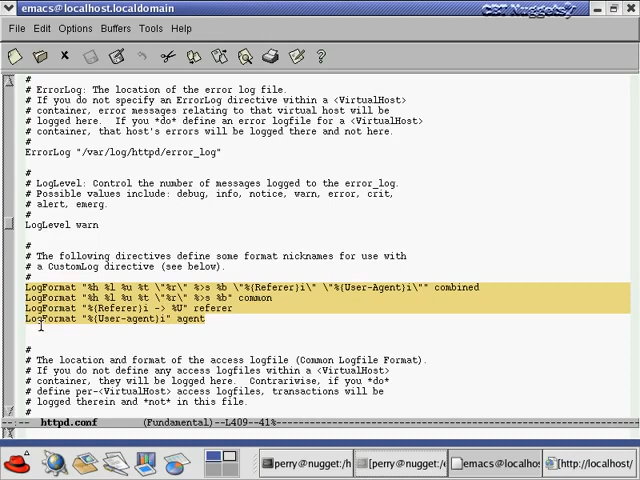 emacs@localhost.localdomain
CBT Nuggets
File Edit Options Buffers Tools Help
#
# ErrorLog: The location of the error log file.
# If you do not specify an ErrorLog directive within a <VirtualHost>
# container, error messages relating to that virtual host will be
# logged here.  If you *do* define an error logfile for a <VirtualHost>
# container, that host's errors will be logged there and not here.
#
ErrorLog "/var/log/httpd/error_log"
#
# LogLevel: Control the number of messages logged to the error_log.
# Possible values include: debug, info, notice, warn, error, crit,
# alert, emerg.
#
LogLevel warn
#
# The following directives define some format nicknames for use with
# a CustomLog directive (see below).
#
LogFormat "%h %l %u %t \"%r\" %>s %b \"%{Referer}i\" \"%{User-Agent}i\"" combined
LogFormat "%h %l %u %t \"%r\" %>s %b" common
LogFormat "%{Referer}i -> %U" referer
LogFormat "%{User-agent}i" agent
#
# The location and format of the access logfile (Common Logfile Format).
# If you do not define any access logfiles within a <VirtualHost>
# container, they will be logged here.  Contrariwise, if you *do*
# define per-<VirtualHost> access logfiles, transactions will be
# logged therein and *not* in this file.
#
--:-- httpd.conf (Fundamental)--L409--41%--
perry@nugget:/h [perry@nugget:/e emacs@localhos [http://localhost/